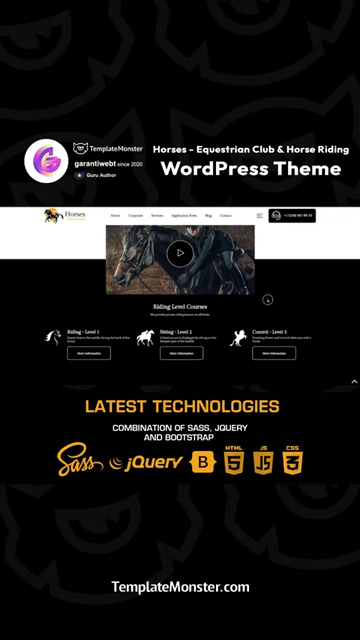 TemplateMonster
garantiwebt since 2020
Guru Author
Horses - Equestrian Club & Horse Riding
WordPress Theme
Horses
Home Corporate Services Application Form Blog Contact
Riding Level Courses
Riding - Level 1
Sitting - Level 2
Control - Level 3
More Information
More Information
More Information
LATEST TECHNOLOGIES
COMBINATION OF SASS, JQUERY
AND BOOTSTRAP
Sass
jQuery
B
HTML
5
JS
5
CSS
3
TemplateMonster.com